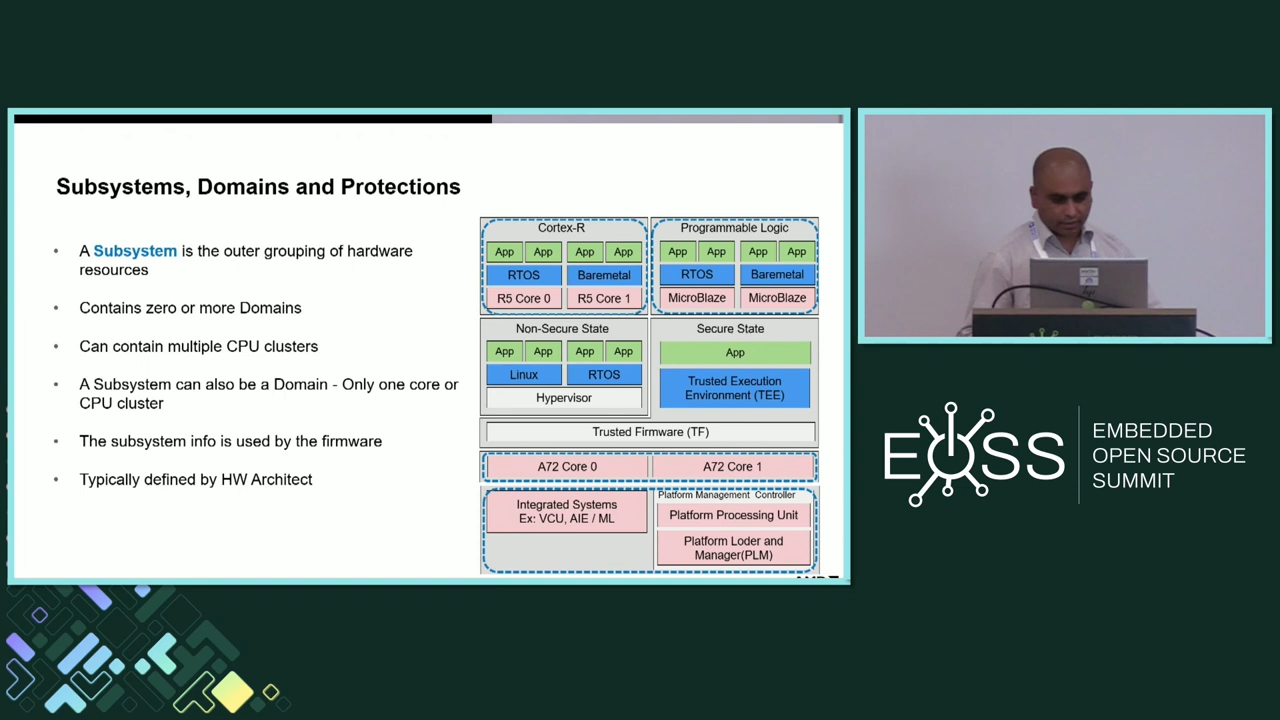 Subsystems, Domains and Protections
• A Subsystem is the outer grouping of hardware
resources
• Contains zero or more Domains
• Can contain multiple CPU clusters
• A Subsystem can also be a Domain - Only one core or
CPU cluster
• The subsystem info is used by the firmware
• Typically defined by HW Architect
Cortex-R
App App App App
RTOS Baremetal
R5 Core 0 R5 Core 1
Programmable Logic
App App App App
RTOS Baremetal
MicroBlaze MicroBlaze
Non-Secure State
App App App App
Linux RTOS
Hypervisor
Secure State
App
Trusted Execution
Environment (TEE)
Trusted Firmware (TF)
A72 Core 0 A72 Core 1
Integrated Systems
Ex: VCU, AIE / ML
Platform Management Controller
Platform Processing Unit
Platform Loder and
Manager(PLM)
EOSS
EMBEDDED
OPEN SOURCE
SUMMIT